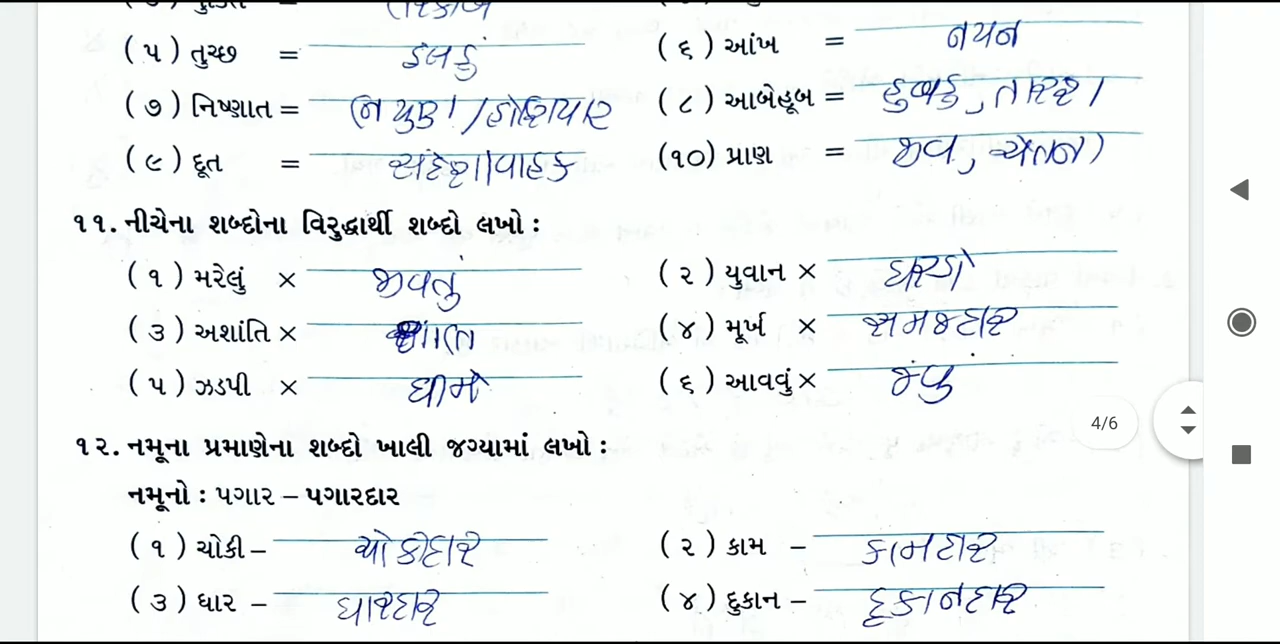 (૫) તુચ્છ = હલકું (૬) આંખ = નયન
(૭) નિષ્ણાત = નિપુણ / હોશિયાર (૮) આબેહૂબ = હુબહુ, તાદૃશ
(૯) દૂત = સંદેશાવાહક (૧૦) પ્રાણ = જીવ, ચેતન
૧૧. નીચેના શબ્દોના વિરુદ્ધાર્થી શબ્દો લખો :
(૧) મરેલું × જીવતું (૨) યુવાન × ઘરડો
(૩) અશાંતિ × શાંતિ (૪) મૂર્ખ × સમજદાર
(૫) ઝડપી × ધીમે (૬) આવવું × જવું
4/6
૧૨. નમૂના પ્રમાણેના શબ્દો ખાલી જગ્યામાં લખો :
નમૂનો : પગાર – પગારદાર
(૧) ચોકી – ચોકીદાર (૨) કામ – કામદાર
(૩) ધાર – ધારદાર (૪) દુકાન – દુકાનદાર